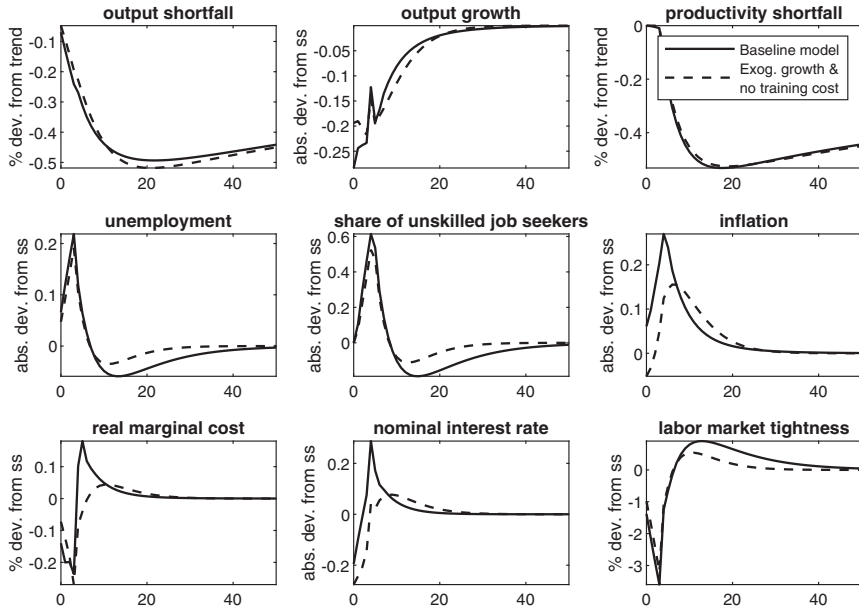 output shortfall
% dev. from trend
-0.1
-0.2
-0.3
-0.4
-0.5
0
20
40
output growth
abs. dev. from ss
-0.05
-0.1
-0.15
-0.2
-0.25
0
20
40
productivity shortfall
% dev. from trend
0
-0.2
-0.4
Baseline model
Exog. growth &
no training cost
0
20
40
unemployment
abs. dev. from ss
0.2
0.1
0
0
20
40
share of unskilled job seekers
abs. dev. from ss
0.6
0.4
0.2
0
0
20
40
inflation
abs. dev. from ss
0.2
0.1
0
0
20
40
real marginal cost
% dev. from ss
0.1
0
-0.1
-0.2
0
20
40
nominal interest rate
abs. dev. from ss
0.2
0
-0.2
0
20
40
labor market tightness
% dev. from ss
0
-1
-2
-3
0
20
40